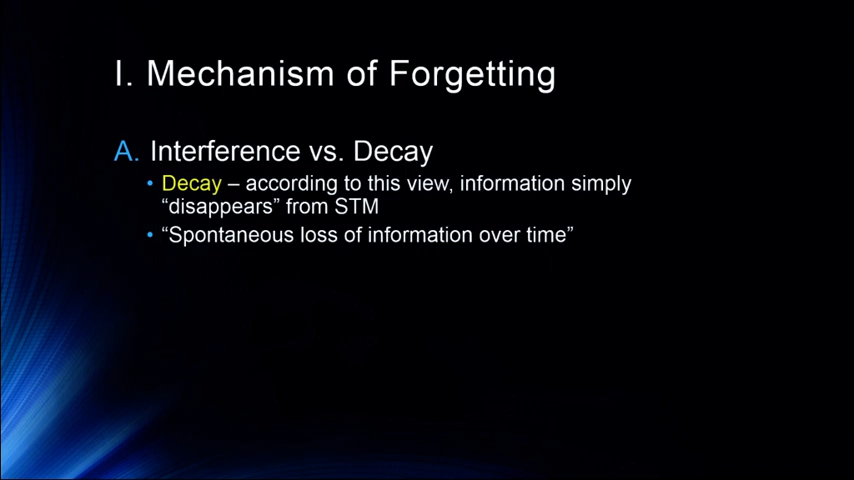 I. Mechanism of Forgetting
A. Interference vs. Decay
• Decay – according to this view, information simply
“disappears” from STM
• “Spontaneous loss of information over time”